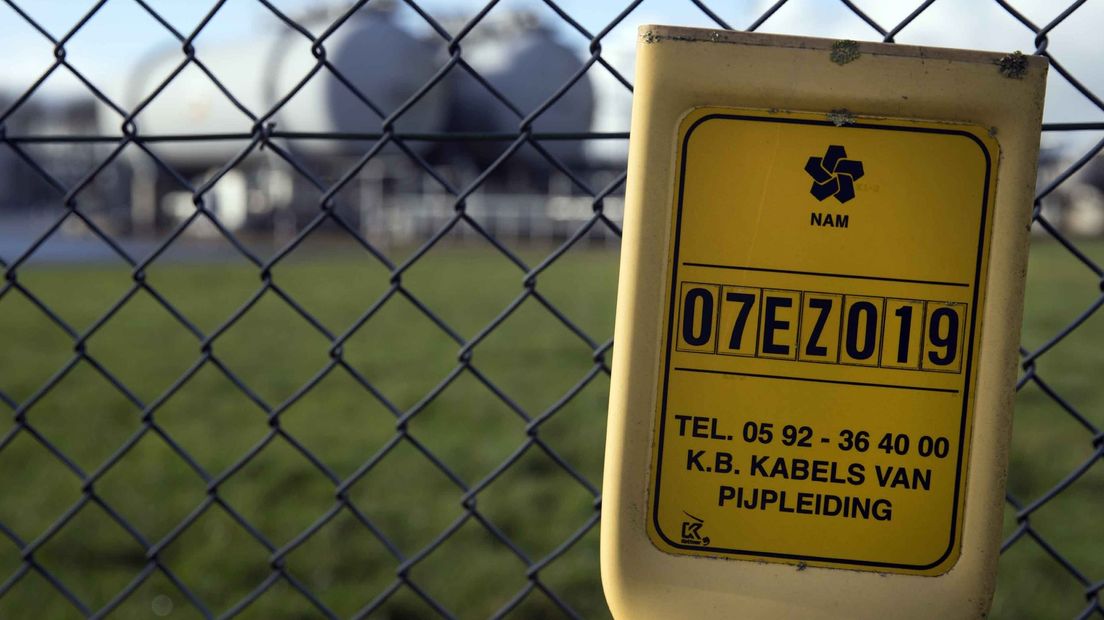 NAM
07EZ019
TEL. 05 92 - 36 40 00
K.B. KABELS VAN
PIJPLEIDING